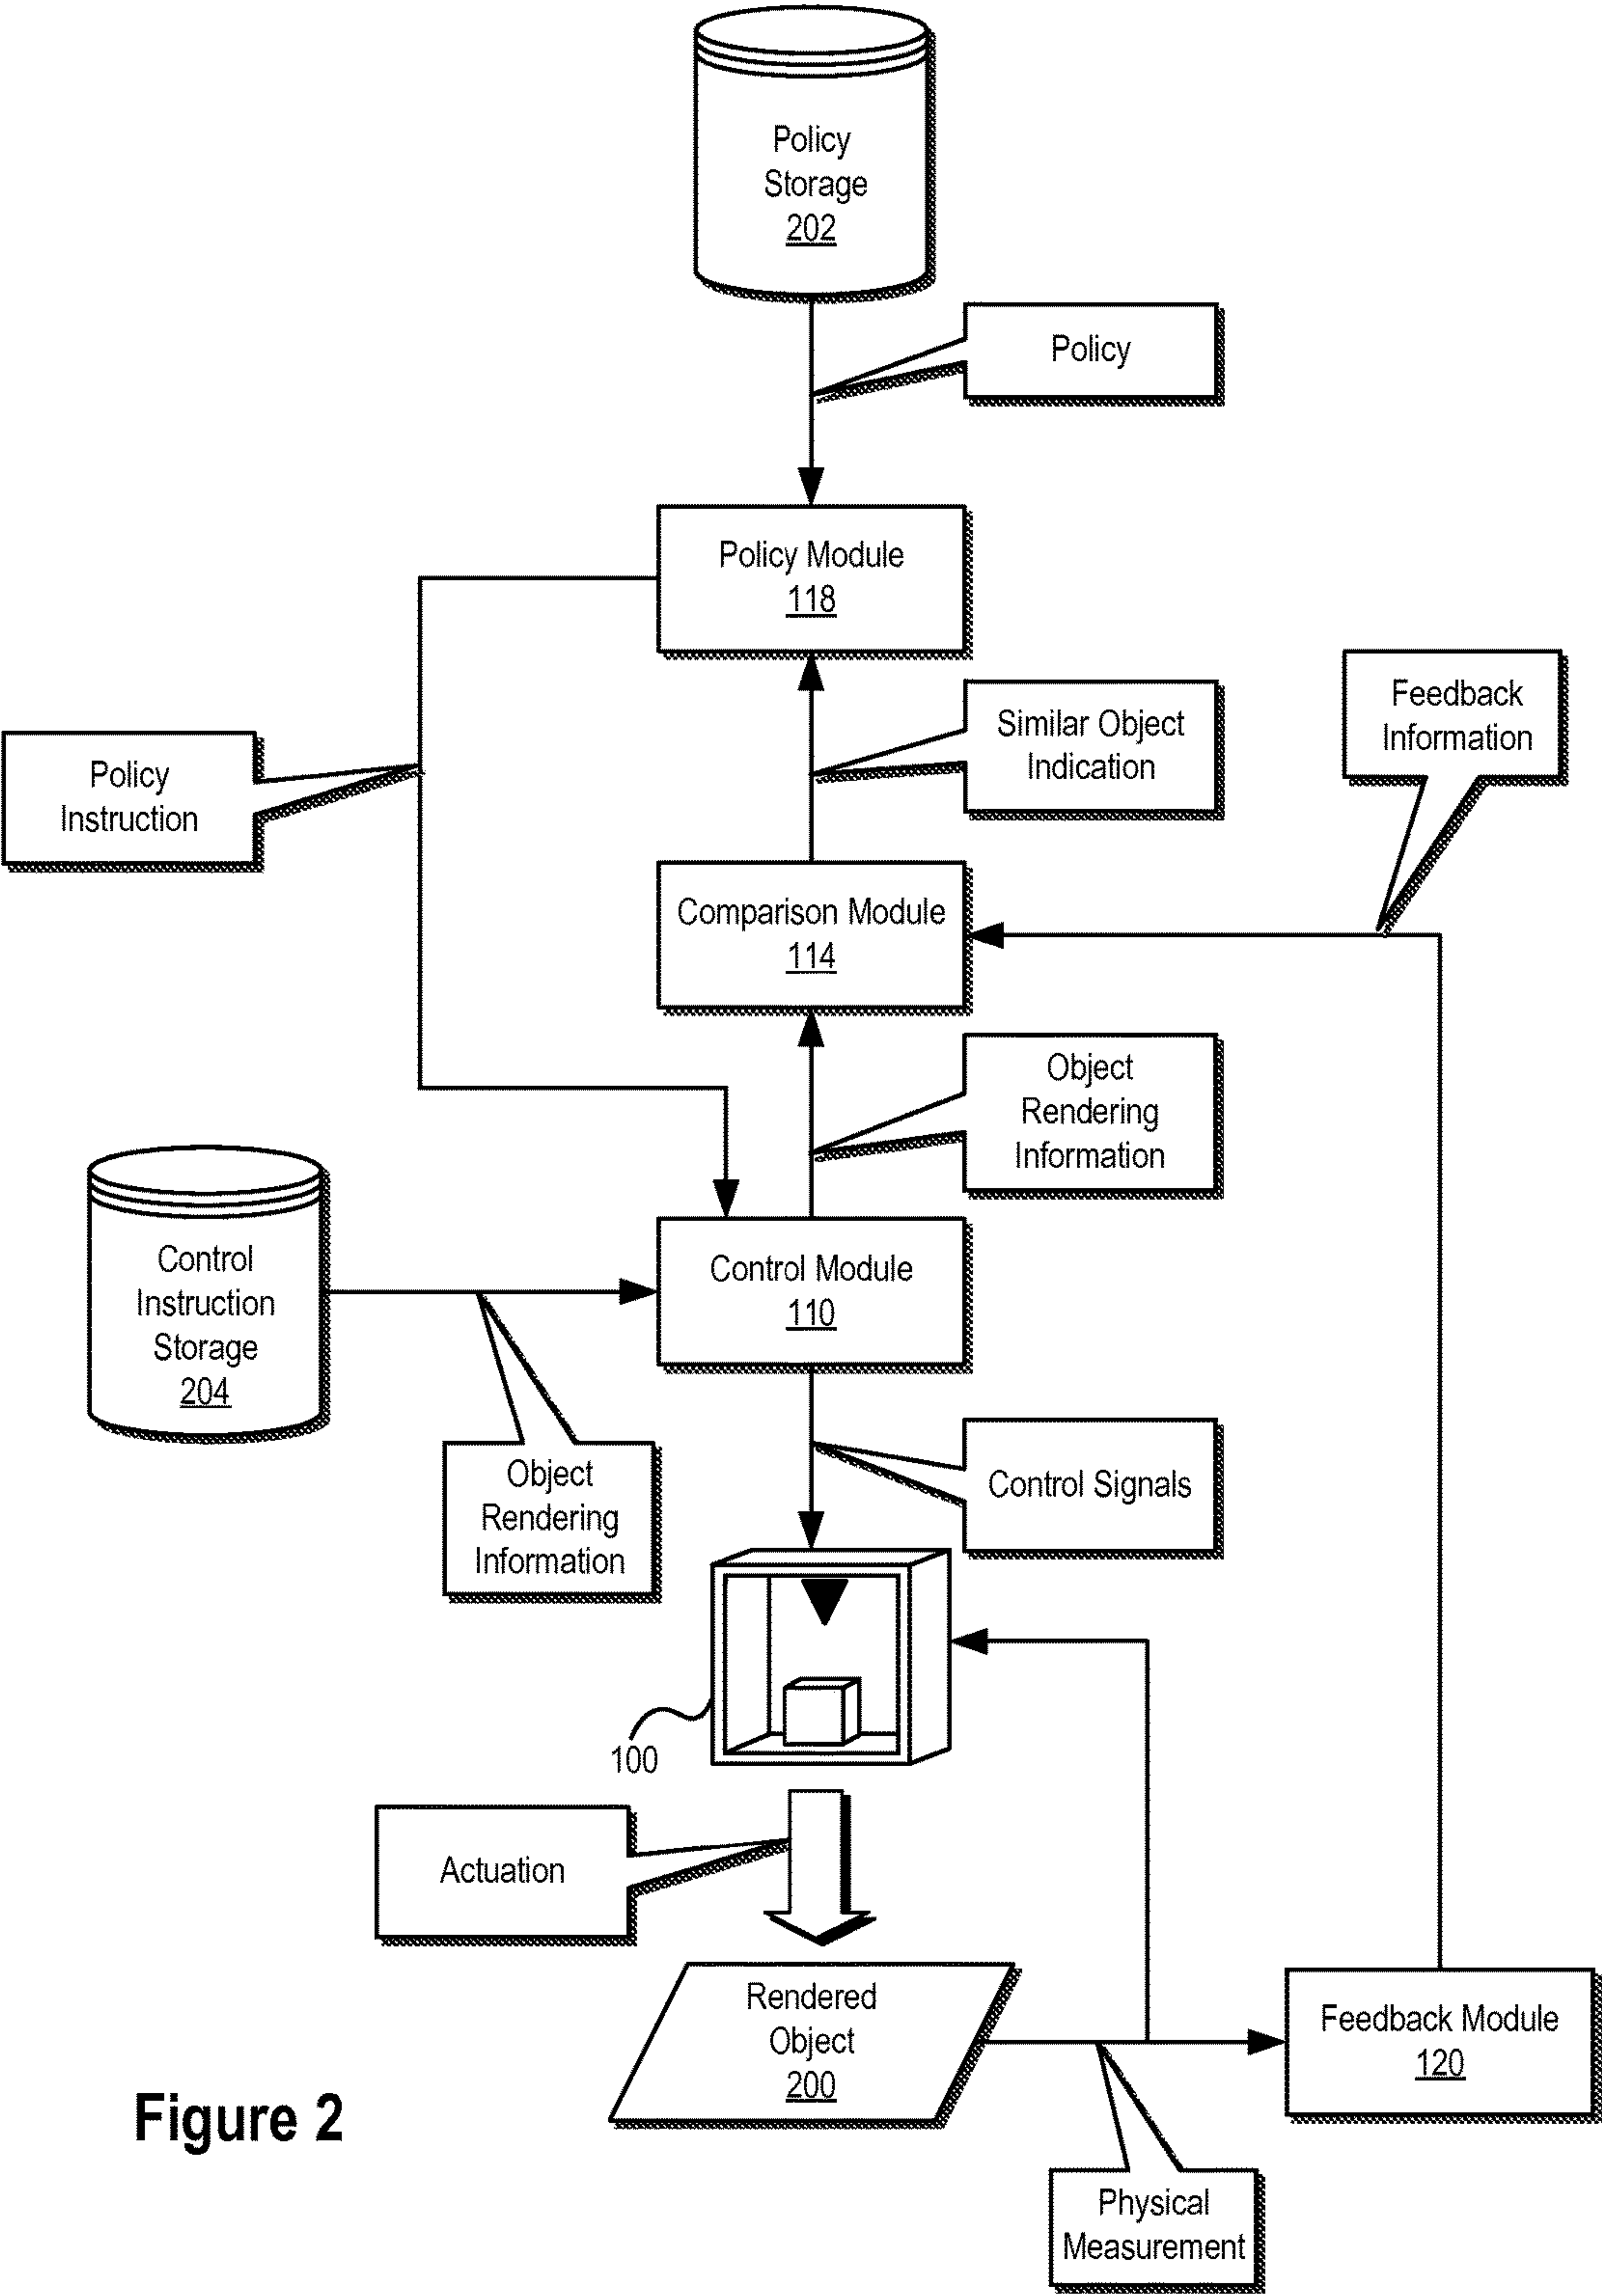 Policy
Storage
202
Policy
Policy Module
118
Similar Object
Indication
Feedback
Information
Policy
Instruction
Comparison Module
114
Object
Rendering
Information
Control
Instruction
Storage
204
Control Module
110
Object
Rendering
Information
Control Signals
100
Actuation
Rendered
Object
200
Feedback Module
120
Physical
Measurement
Figure 2